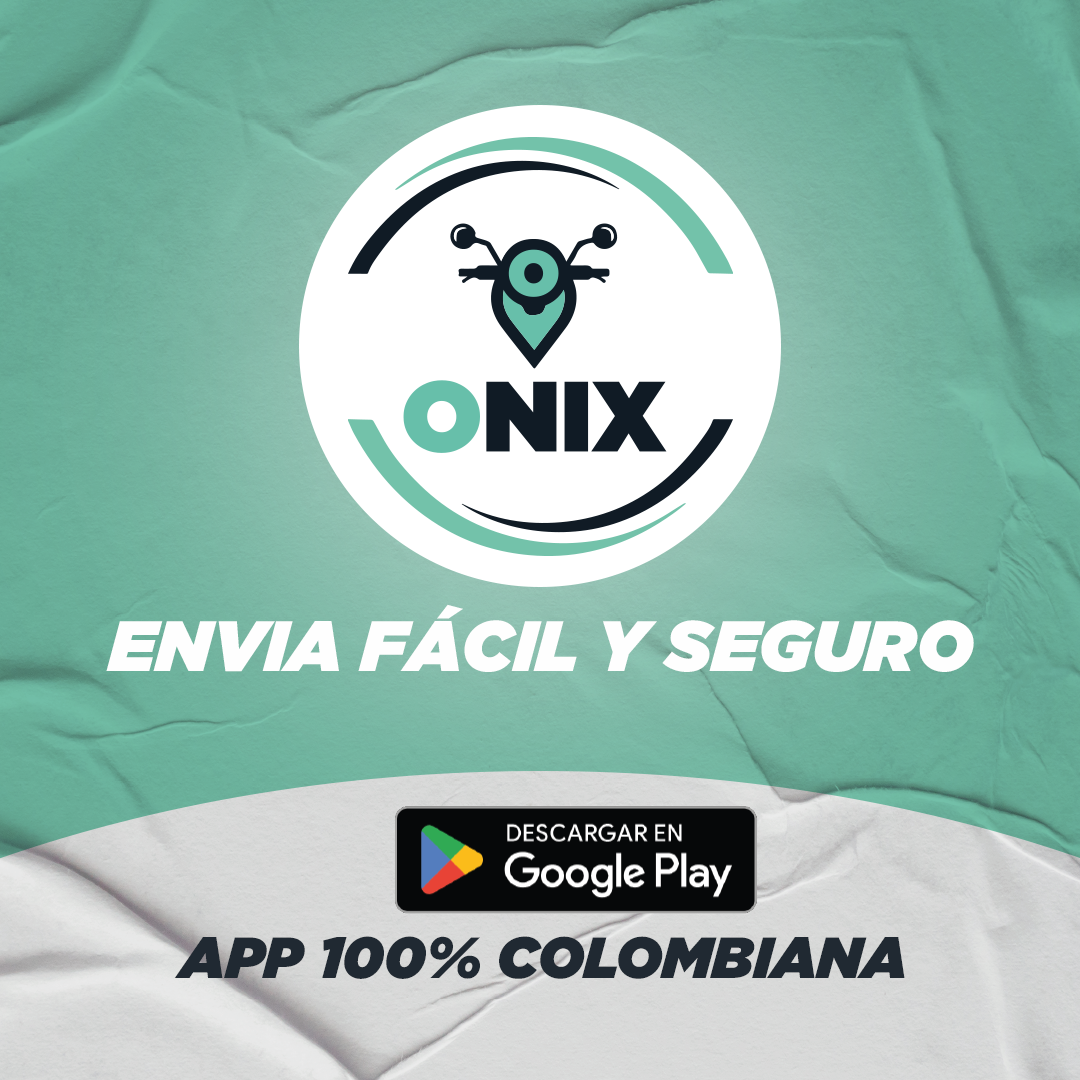 ONIX
ENVIA FÁCIL Y SEGURO
DESCARGAR EN
Google Play
APP 100% COLOMBIANA